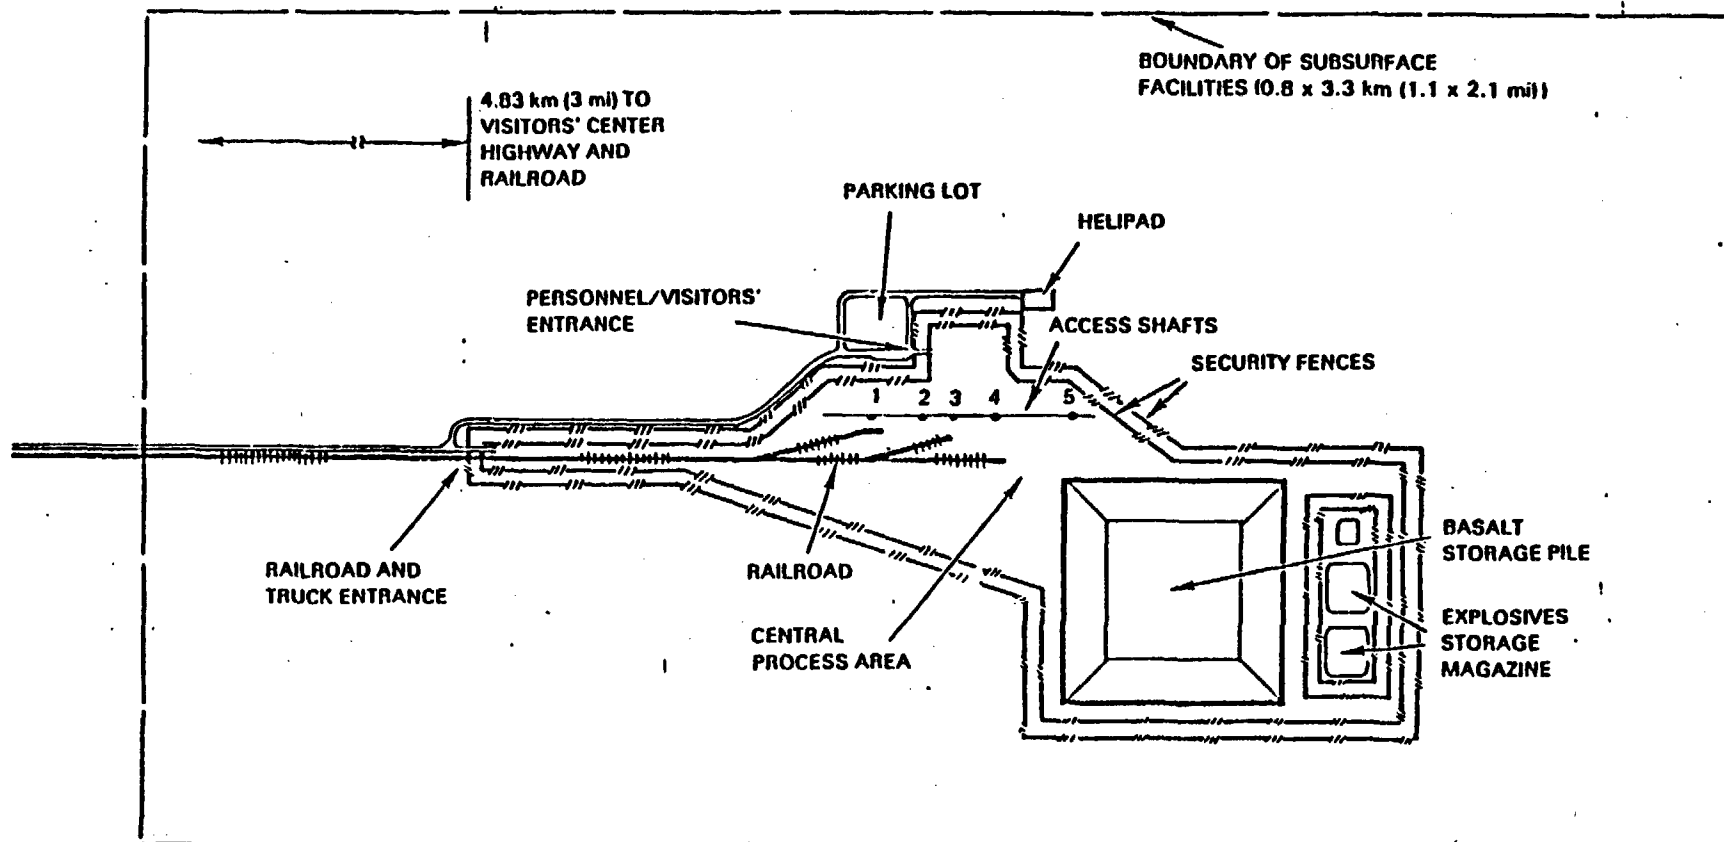 BOUNDARY OF SUBSURFACE
FACILITIES (0.8 x 3.3 km (1.1 x 2.1 mi))
4.83 km (3 mi) TO
VISITORS' CENTER
HIGHWAY AND
RAILROAD
PARKING LOT
HELIPAD
PERSONNEL/VISITORS'
ENTRANCE
ACCESS SHAFTS
SECURITY FENCES
1 2 3 4 5
BASALT
STORAGE PILE
RAILROAD AND
TRUCK ENTRANCE
RAILROAD
EXPLOSIVES
STORAGE
MAGAZINE
CENTRAL
PROCESS AREA